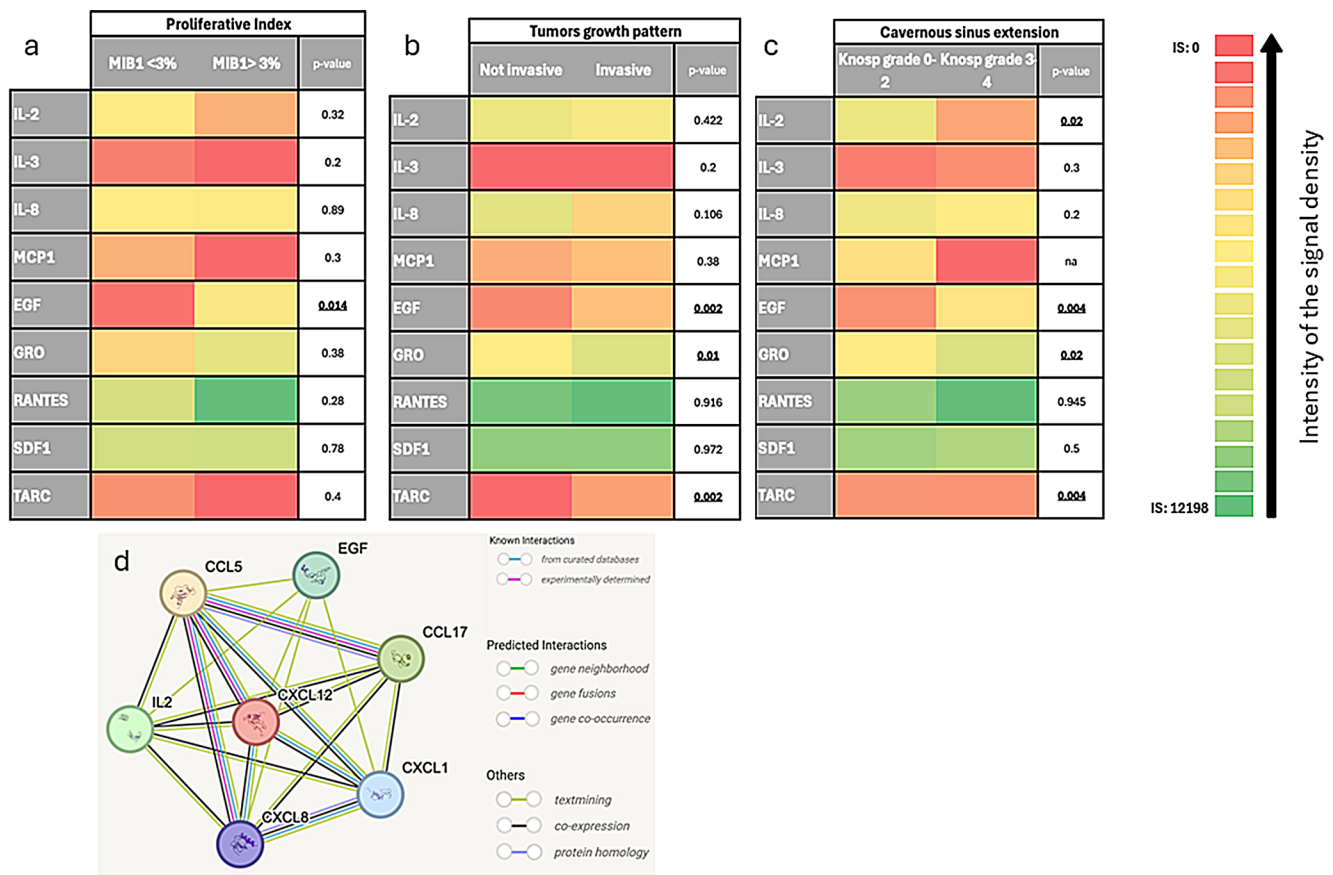 a
Proliferative Index
MIB1 <3% MIB1> 3% p-value
IL-2 0.32
IL-3 0.2
IL-8 0.89
MCP1 0.3
EGF 0.014
GRO 0.38
RANTES 0.28
SDF1 0.78
TARC 0.4
b
Tumors growth pattern
Not invasive Invasive p-value
IL-2 0.422
IL-3 0.2
IL-8 0.106
MCP1 0.38
EGF 0.002
GRO 0.01
RANTES 0.916
SDF1 0.972
TARC 0.002
c
Cavernous sinus extension
Knosp grade 0-2 Knosp grade 3-4 p-value
IL-2 0.02
IL-3 0.3
IL-8 0.2
MCP1 na
EGF 0.004
GRO 0.02
RANTES 0.945
SDF1 0.5
TARC 0.004
IS: 0
IS: 12198
Intensity of the signal density
d
EGF
CCL5
CCL17
IL2
CXCL12
CXCL1
CXCL8
Known Interactions
from curated databases
experimentally determined
Predicted Interactions
gene neighborhood
gene fusions
gene co-occurrence
Others
textmining
co-expression
protein homology